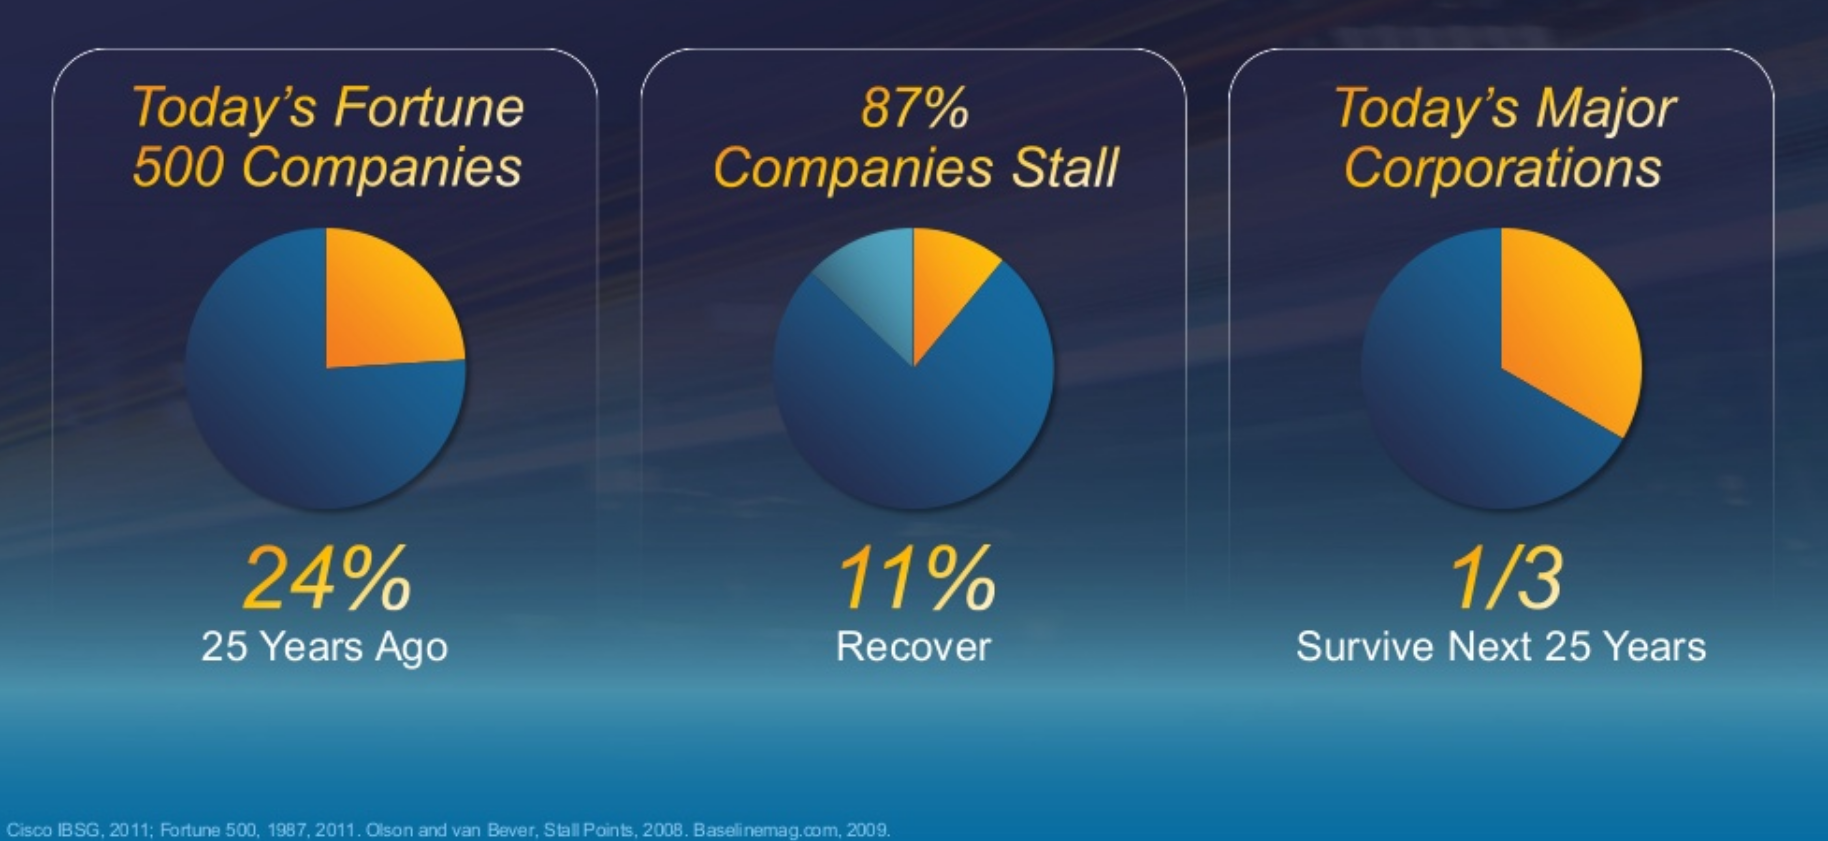 Today's Fortune
500 Companies
24%
25 Years Ago
87%
Companies Stall
11%
Recover
Today's Major
Corporations
1/3
Survive Next 25 Years
Cisco IBSG, 2011; Fortune 500, 1987, 2011. Olson and van Bever, Stall Points, 2008. Baselinemag.com, 2009.